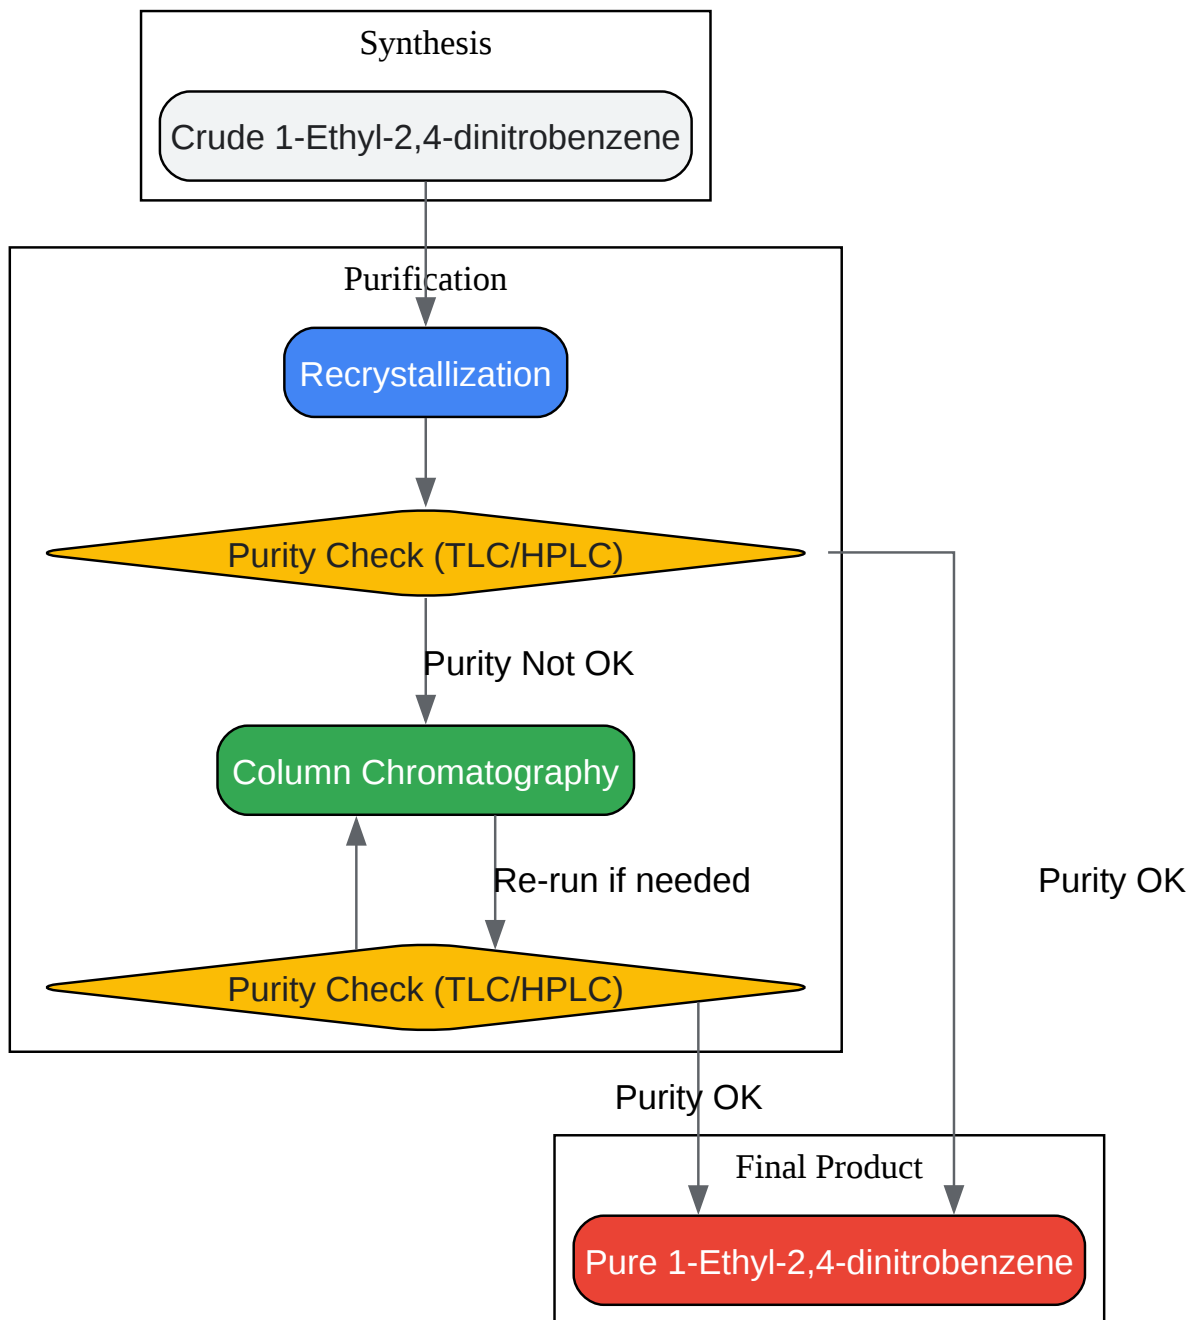 Synthesis
Crude 1-Ethyl-2,4-dinitrobenzene
Purification
Recrystallization
Purity Check (TLC/HPLC)
Purity Not OK
Column Chromatography
Re-run if needed
Purity OK
Purity Check (TLC/HPLC)
Purity OK
Final Product
Pure 1-Ethyl-2,4-dinitrobenzene